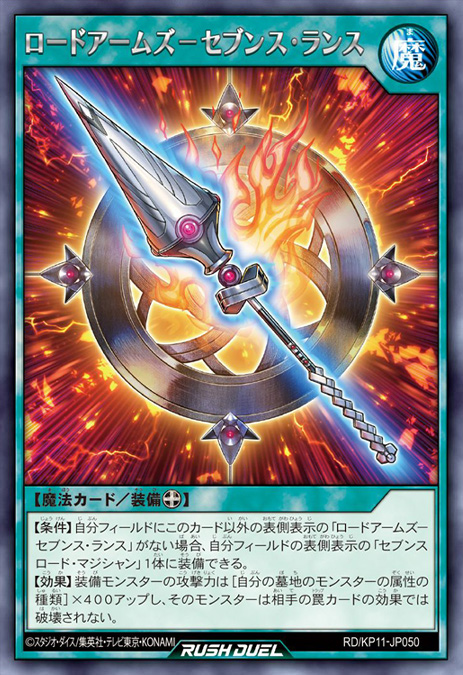 ロードアームズ－セブンス・ランス
魔
ま
【魔法カード／装備】
【条件】自分フィールドにこのカード以外の表側表示の「ロードアームズ－
セブンス・ランス」がない場合、自分フィールドの表側表示の「セブンス
ロード・マジシャン」1体に装備できる。
【効果】装備モンスターの攻撃力は［自分の墓地のモンスターの属性の
種類］×400アップし、そのモンスターは相手の罠カードの効果では
破壊されない。
©スタジオ・ダイス/集英社・テレビ東京・KONAMI
RUSH DUEL
RD/KP11-JP050